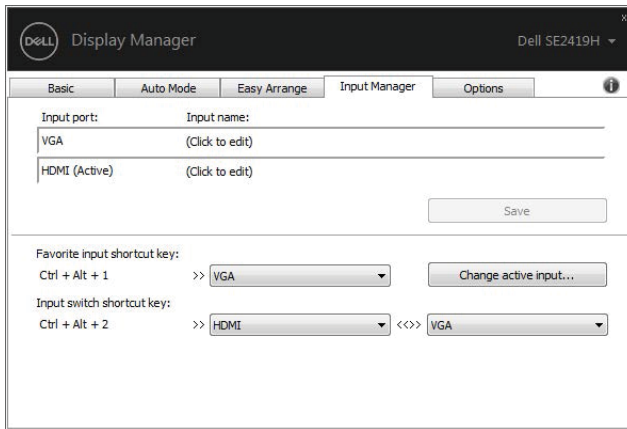 x
DELL Display Manager Dell SE2419H
Basic Auto Mode Easy Arrange Input Manager Options i
Input port: Input name:
VGA (Click to edit)
HDMI (Active) (Click to edit)
Save
Favorite input shortcut key:
Ctrl + Alt + 1 >> VGA Change active input...
Input switch shortcut key:
Ctrl + Alt + 2 >> HDMI <<>> VGA